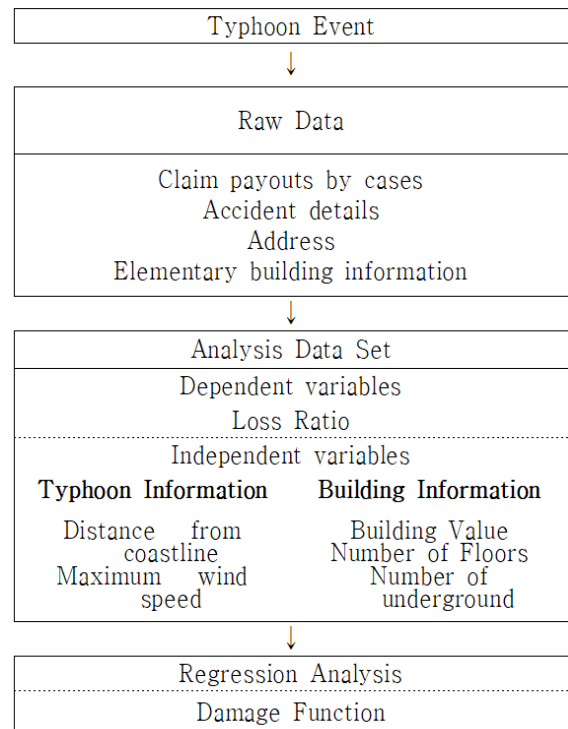 Typhoon Event
↓
Raw Data
Claim payouts by cases
Accident details
Address
Elementary building information
↓
Analysis Data Set
Dependent variables
Loss Ratio
Independent variables
Typhoon Information
Distance from
coastline
Maximum wind
speed
Building Information
Building Value
Number of Floors
Number of
underground
↓
Regression Analysis
Damage Function